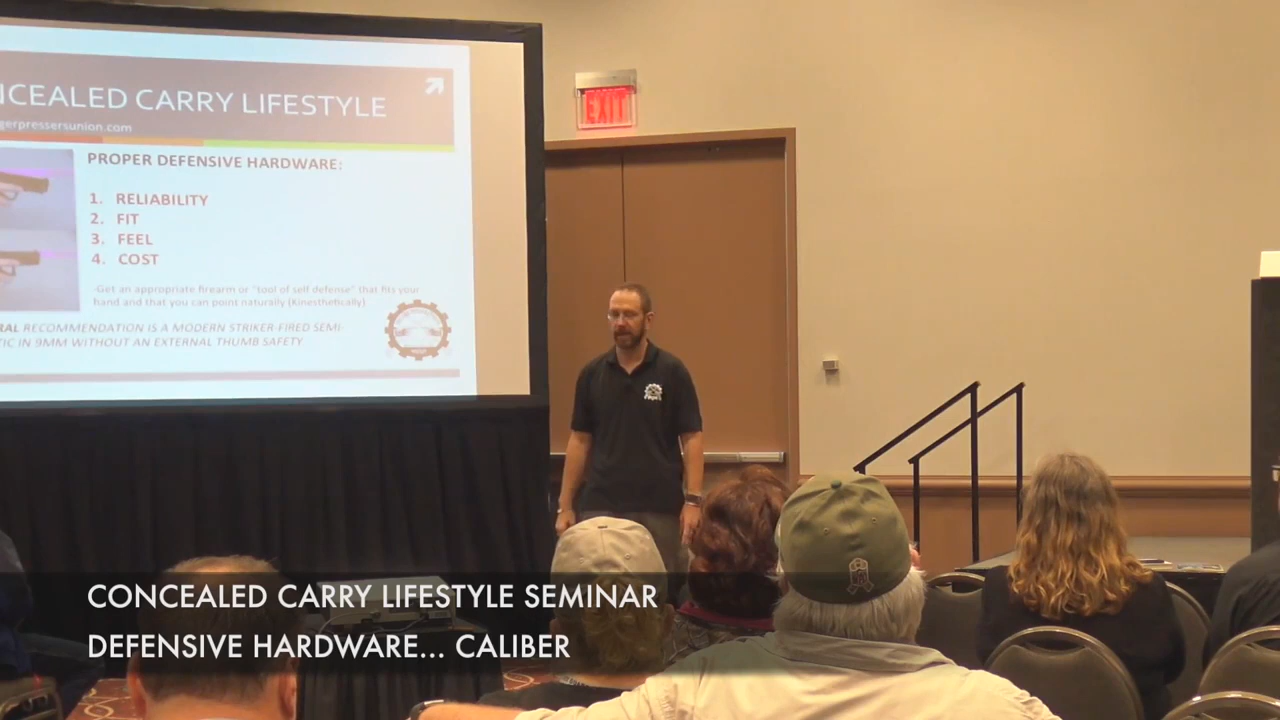 NCEALED CARRY LIFESTYLE
gerpressersunion.com
PROPER DEFENSIVE HARDWARE:
1. RELIABILITY
2. FIT
3. FEEL
4. COST
-Get an appropriate firearm or "tool of self defense" that fits your
hand and that you can point naturally (Kinesthetically)
RAL RECOMMENDATION IS A MODERN STRIKER-FIRED SEMI-
TIC IN 9MM WITHOUT AN EXTERNAL THUMB SAFETY
EXIT
CONCEALED CARRY LIFESTYLE SEMINAR
DEFENSIVE HARDWARE... CALIBER